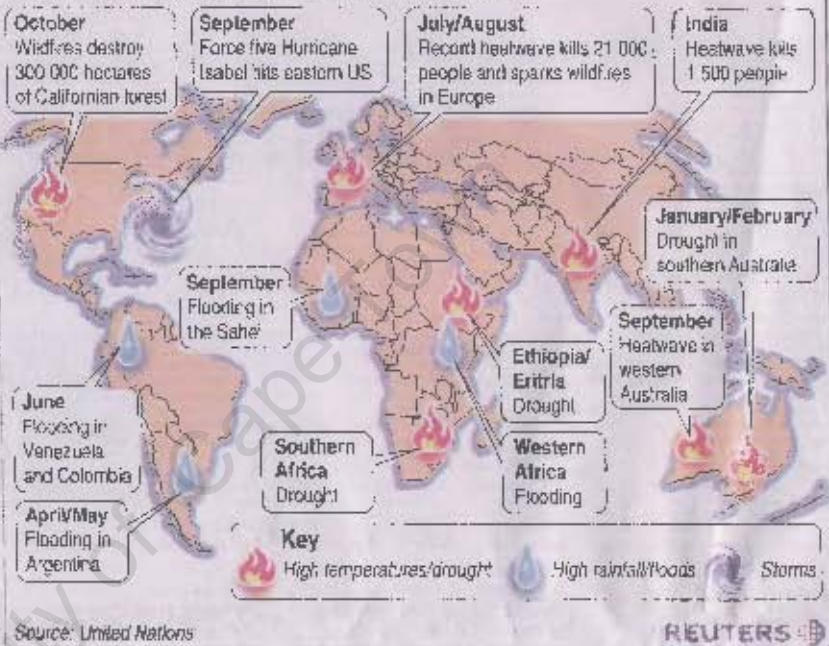 October
Wildfires destroy
300 000 hectares
of Californian forest
September
Force five Hurricane
Isabel hits eastern US
July/August
Record heatwave kills 21 000
people and sparks wildfires
in Europe
India
Heatwave kills
1 500 people
January/February
Drought in
southern Australia
September
Flooding in
the Sahel
September
Heatwave in
western
Australia
Ethiopia/
Eritria
Drought
June
Flooding in
Venezuela
and Colombia
Southern
Africa
Drought
Western
Africa
Flooding
April/May
Flooding in
Argentina
Key
High temperatures/drought
High rainfall/floods
Storms
Source: United Nations
REUTERS